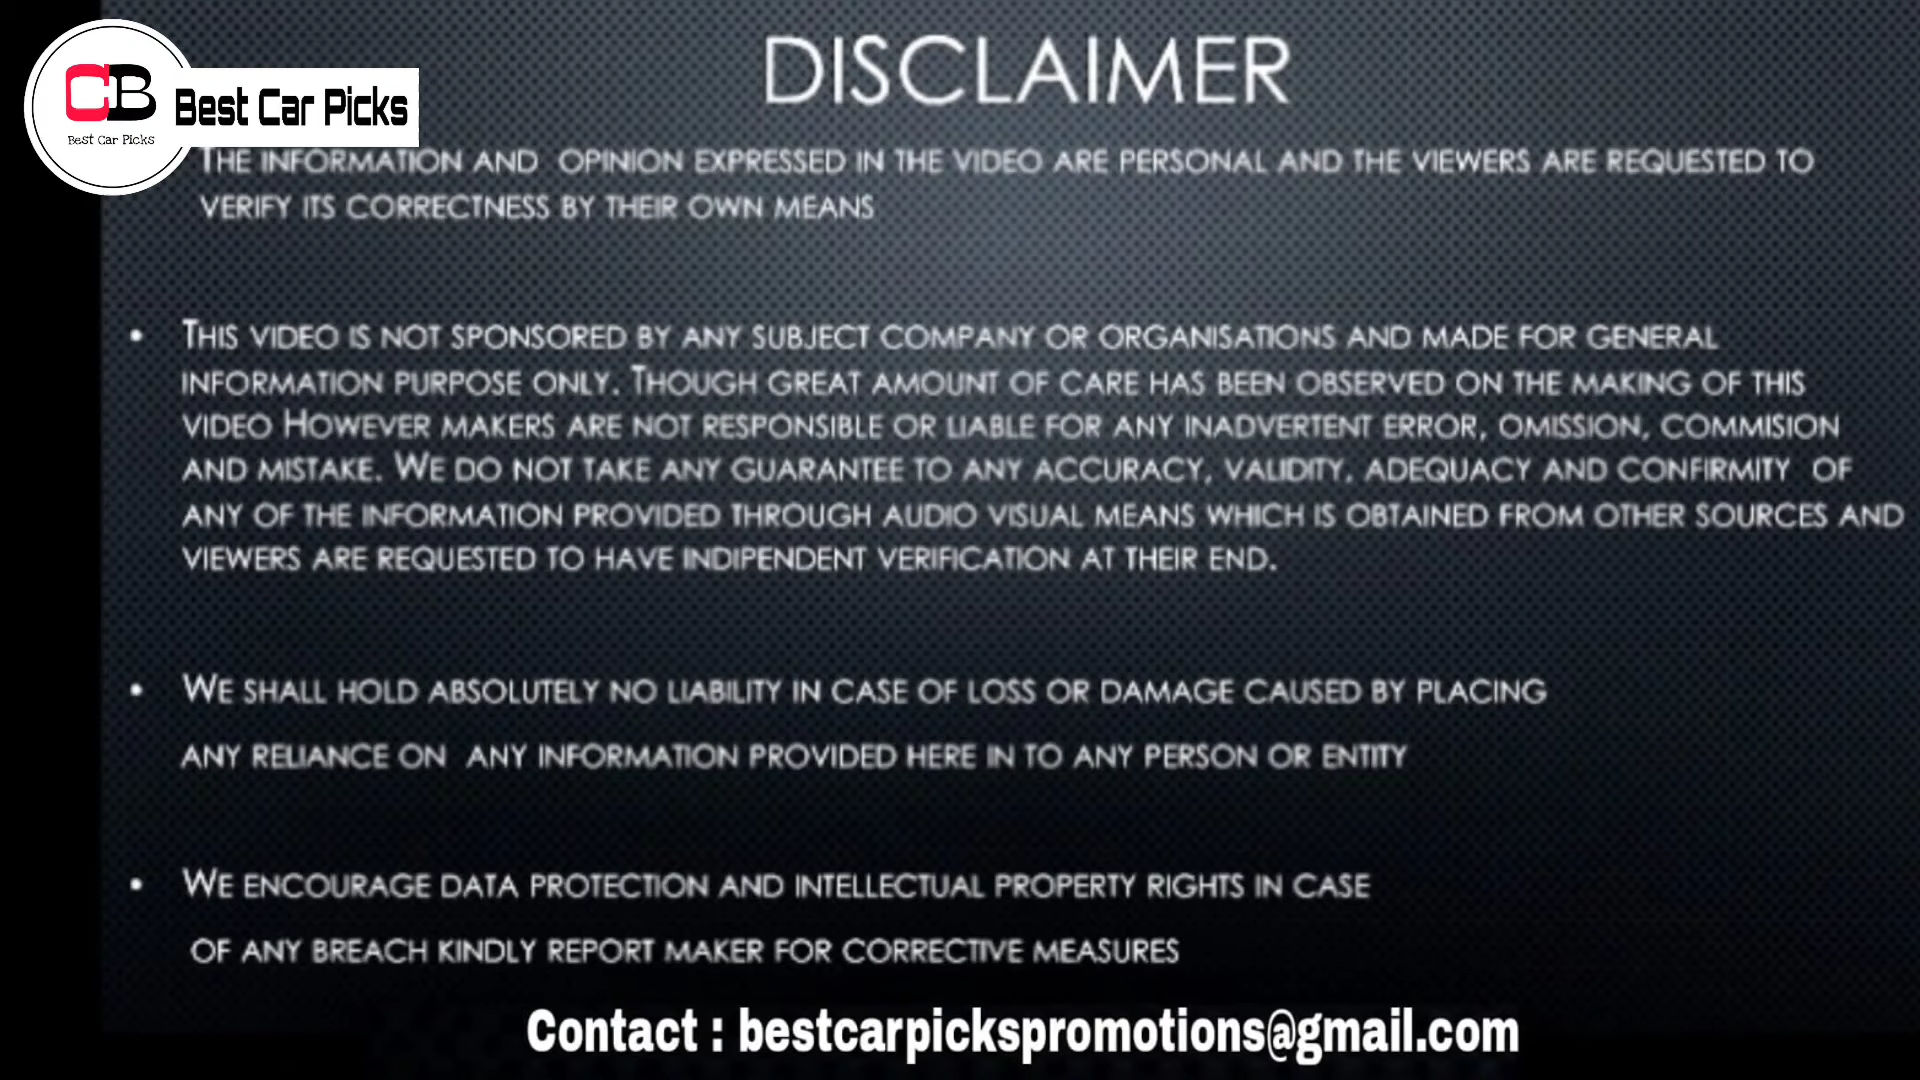 DISCLAIMER
CB
Best Car Picks
Best Car Picks
THE INFORMATION AND OPINION EXPRESSED IN THE VIDEO ARE PERSONAL AND THE VIEWERS ARE REQUESTED TO
VERIFY ITS CORRECTNESS BY THEIR OWN MEANS
• THIS VIDEO IS NOT SPONSORED BY ANY SUBJECT COMPANY OR ORGANISATIONS AND MADE FOR GENERAL
INFORMATION PURPOSE ONLY. THOUGH GREAT AMOUNT OF CARE HAS BEEN OBSERVED ON THE MAKING OF THIS
VIDEO HOWEVER MAKERS ARE NOT RESPONSIBLE OR LIABLE FOR ANY INADVERTENT ERROR, OMISSION, COMMISION
AND MISTAKE. WE DO NOT TAKE ANY GUARANTEE TO ANY ACCURACY, VALIDITY, ADEQUACY AND CONFIRMITY OF
ANY OF THE INFORMATION PROVIDED THROUGH AUDIO VISUAL MEANS WHICH IS OBTAINED FROM OTHER SOURCES AND
VIEWERS ARE REQUESTED TO HAVE INDIPENDENT VERIFICATION AT THEIR END.
• WE SHALL HOLD ABSOLUTELY NO LIABILITY IN CASE OF LOSS OR DAMAGE CAUSED BY PLACING
ANY RELIANCE ON ANY INFORMATION PROVIDED HERE IN TO ANY PERSON OR ENTITY
• WE ENCOURAGE DATA PROTECTION AND INTELLECTUAL PROPERTY RIGHTS IN CASE
OF ANY BREACH KINDLY REPORT MAKER FOR CORRECTIVE MEASURES
Contact : bestcarpickspromotions@gmail.com